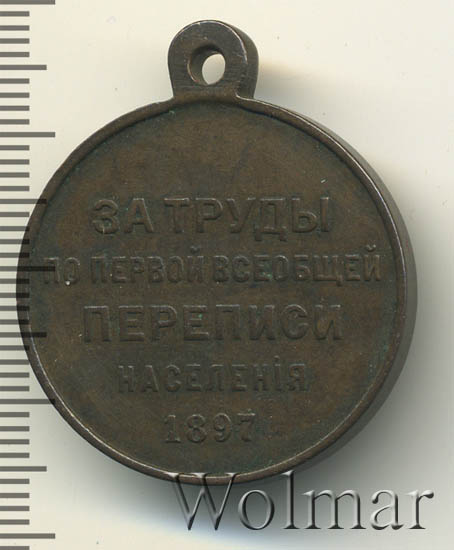 ЗА ТРУДЫ
ПО ПЕРВОЙ ВСЕОБЩЕЙ
ПЕРЕПИСИ
НАСЕЛЕНІЯ
1897
Wolmar